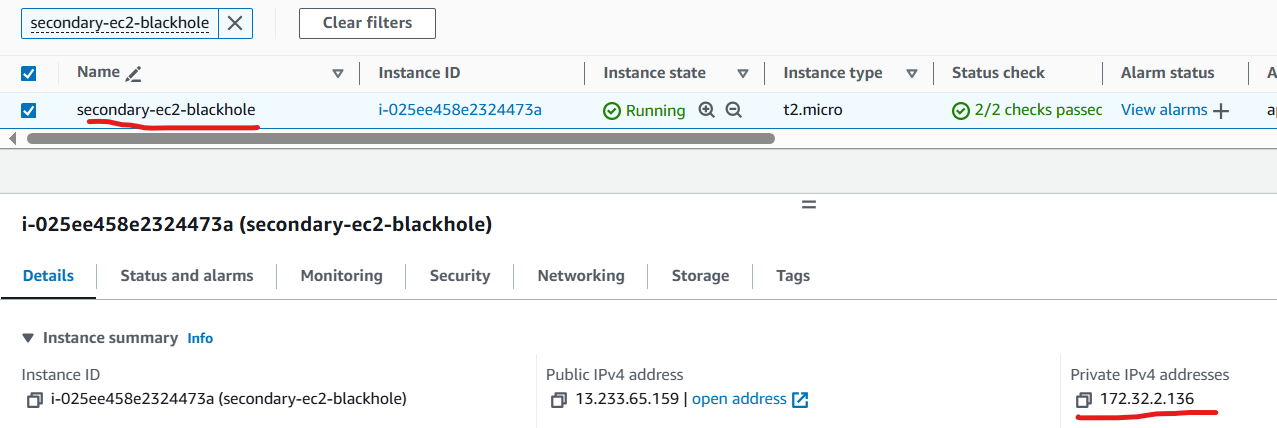 secondary-ec2-blackhole
Clear filters
Name Instance ID Instance state Instance type Status check Alarm status A
secondary-ec2-blackhole i-025ee458e2324473a Running t2.micro 2/2 checks passec View alarms + a
i-025ee458e2324473a (secondary-ec2-blackhole)
Details Status and alarms Monitoring Security Networking Storage Tags
Instance summary Info
Instance ID Public IPv4 address Private IPv4 addresses
i-025ee458e2324473a (secondary-ec2-blackhole) 13.233.65.159 | open address 172.32.2.136